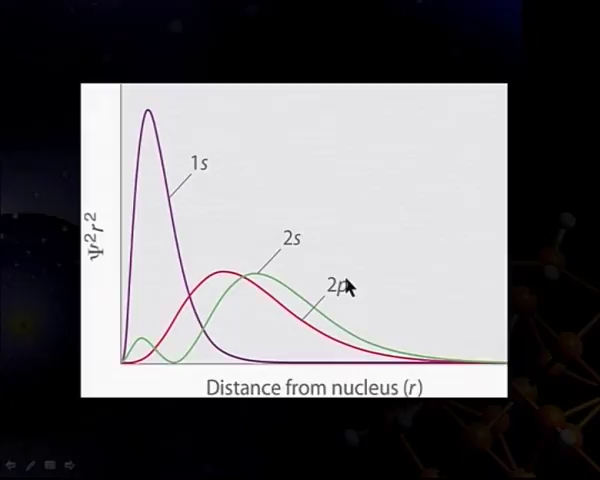 1s
2s
2p
Ψ²r²
Distance from nucleus (r)